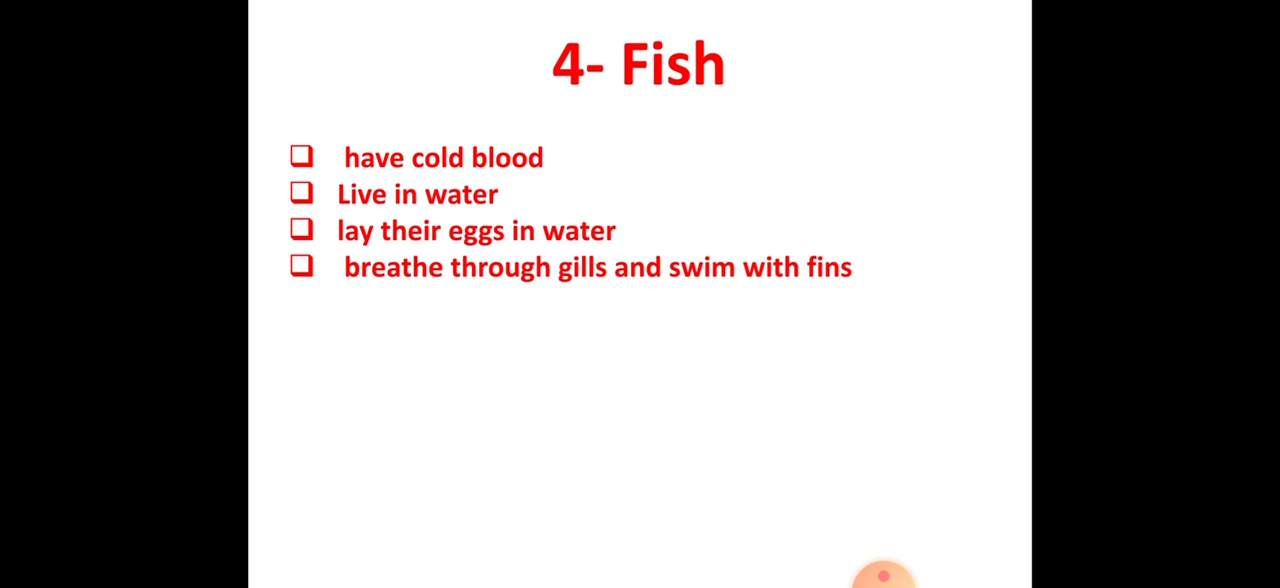 4- Fish
have cold blood
Live in water
lay their eggs in water
breathe through gills and swim with fins